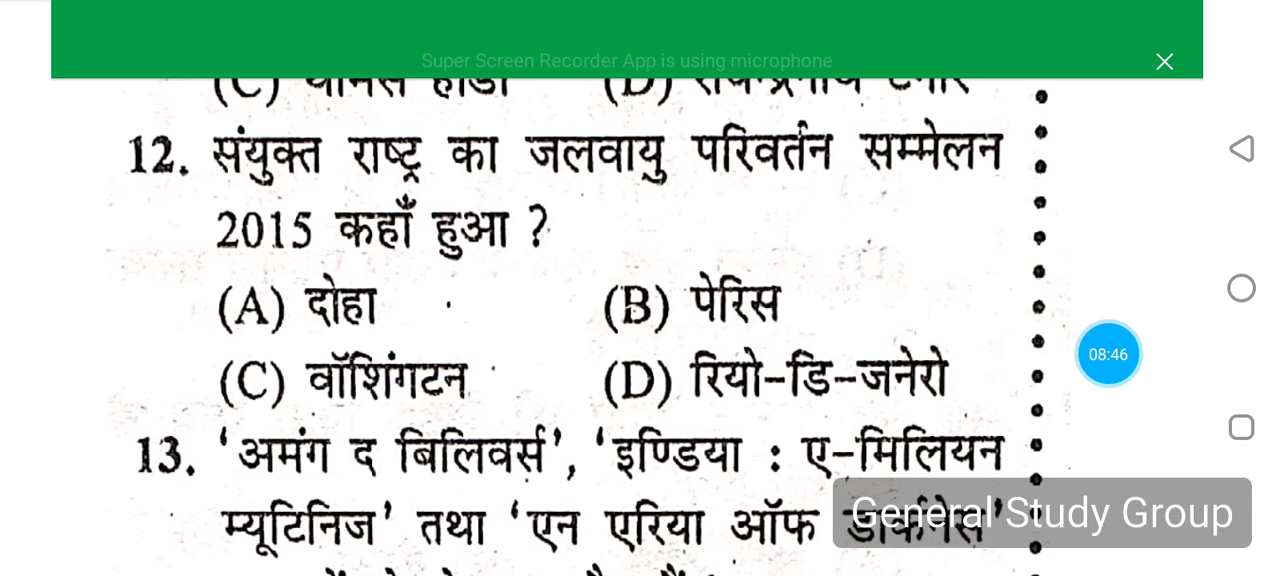 Super Screen Recorder App is using microphone
12. संयुक्त राष्ट्र का जलवायु परिवर्तन सम्मेलन
2015 कहाँ हुआ ?
(A) दोहा (B) पेरिस
(C) वॉशिंगटन (D) रियो-डि-जनेरो
08:46
13. 'अमंग द बिलिवर्स', 'इण्डिया : ए-मिलियन
म्यूटिनिज' तथा 'एन एरिया ऑफ डार्कनेस'
General Study Group